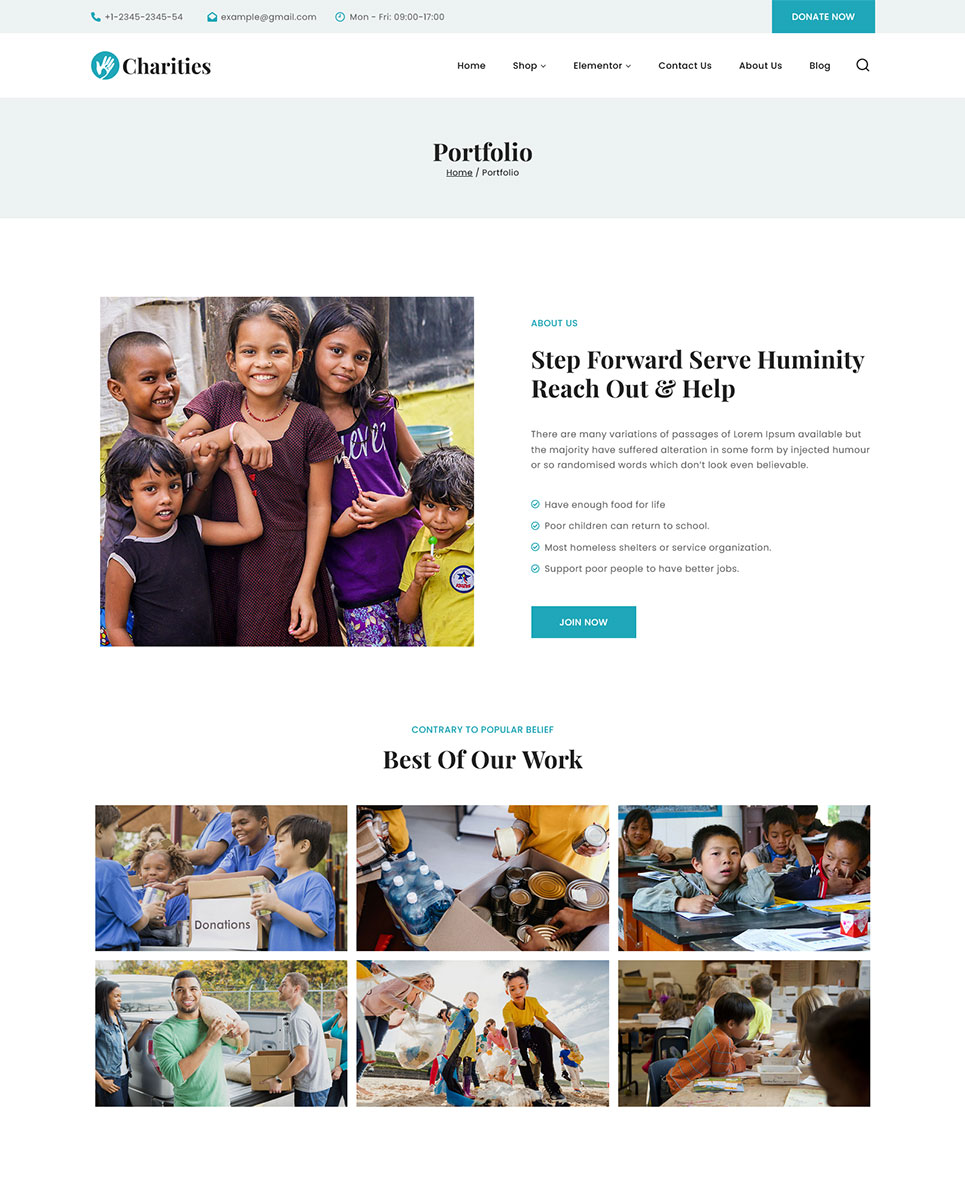 +1-2345-2345-54 example@gmail.com Mon - Fri: 09:00-17:00 DONATE NOW
Charities Home Shop Elementor Contact Us About Us Blog
Portfolio
Home / Portfolio
ABOUT US
Step Forward Serve Huminity
Reach Out & Help
There are many variations of passages of Lorem Ipsum available but
the majority have suffered alteration in some form by injected humour
or so randomised words which don't look even believable.
Have enough food for life
Poor children can return to school.
Most homeless shelters or service organization.
Support poor people to have better jobs.
JOIN NOW
CONTRARY TO POPULAR BELIEF
Best Of Our Work
Donations